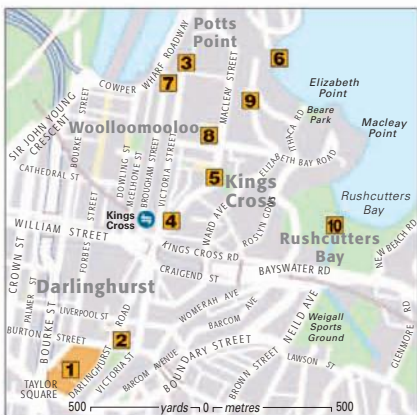 Potts
Point
WHARF ROADWAY
COWPER
3
7
6
MACLEAY STREET
9
Elizabeth
Point
Beare
Park
Macleay
Point
SIR JOHN YOUNG
CRESCENT
BOURKE STREET
Woolloomooloo
8
ITHACA RD
ELIZABETH BAY ROAD
CATHEDRAL ST
DOWLING ST
McELHONE ST
BROUGHAM STREET
VICTORIA STREET
5
Kings
Cross
Rushcutters
Bay
WILLIAM STREET
Kings
Cross
4
WARD AVE
ROSLYN GDNS
10
Rushcutters
Bay
NEW BEACH RD
CROWN ST
FORBES STREET
KINGS CROSS RD
CRAIGEND ST
BAYSWATER RD
Darlinghurst
PALMER ST
BOURKE ST
LIVERPOOL ST
WOMERAH AVE
BARCOM AVE
NEILD AVE
Weigall
Sports
Ground
GLENMORE RD
BURTON STREET
2
DARLINGHURST ROAD
VICTORIA ST
BARCOM AVENUE
BOUNDARY STREET
BROWN STREET
LAWSON ST
1
TAYLOR
SQUARE
500 yards 0 metres 500